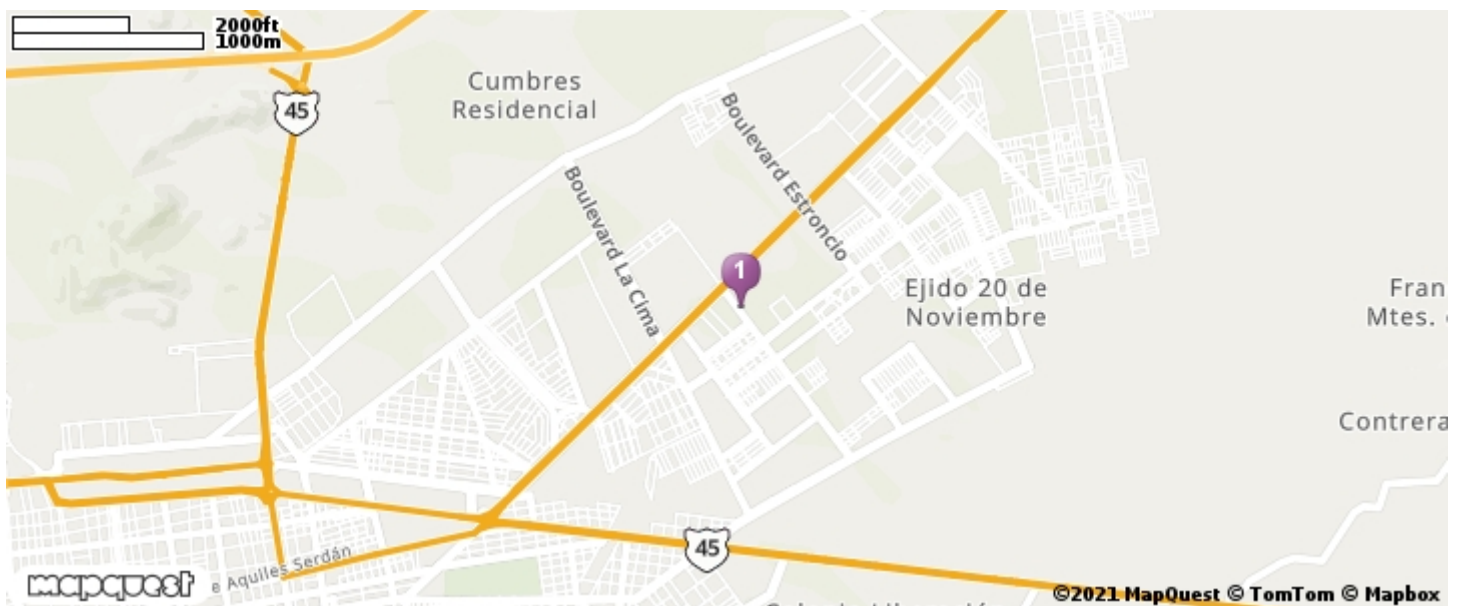 2000ft
1000m
45
Cumbres
Residencial
Boulevard Estroncio
Boulevard La Cima
1
Ejido 20 de
Noviembre
Fran
Mtes.
Contrera
45
e Aquiles Serdán
mapquest
©2021 MapQuest © TomTom © Mapbox